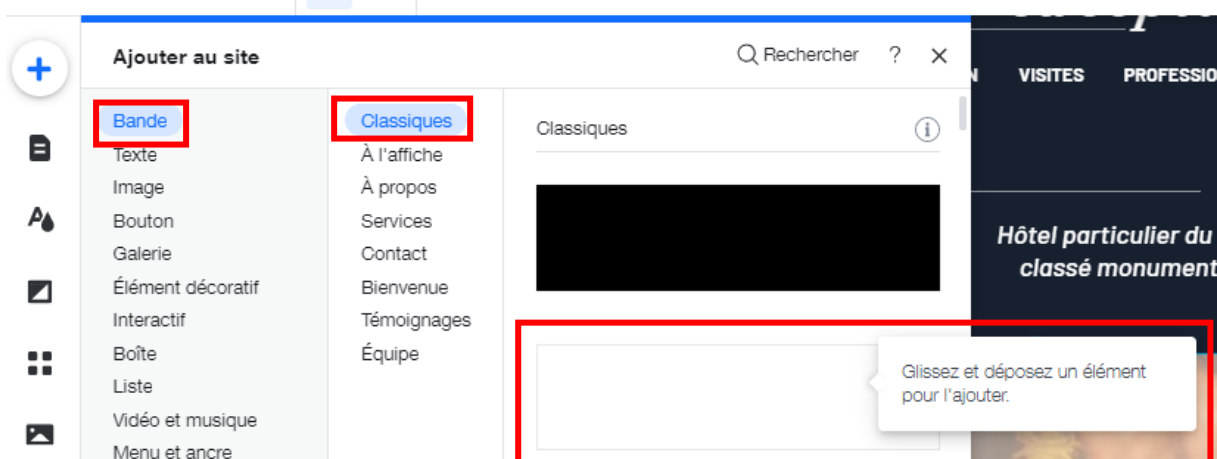 Ajouter au site
Rechercher
?
Bande
Texte
Image
Bouton
Galerie
Élément décoratif
Interactif
Boîte
Liste
Vidéo et musique
Menu et ancre
Classiques
À l'affiche
À propos
Services
Contact
Bienvenue
Témoignages
Équipe
Classiques
Glissez et déposez un élément
pour l'ajouter.
VISITES PROFESSIO
Hôtel particulier du
classé monument